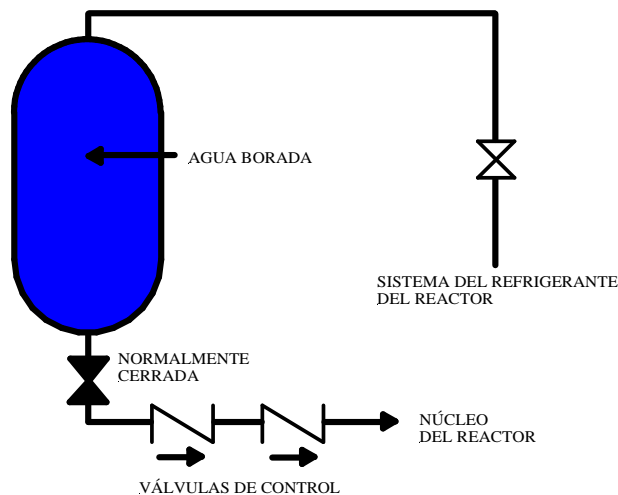 AGUA BORADA
SISTEMA DEL REFRIGERANTE
DEL REACTOR
NORMALMENTE
CERRADA
NÚCLEO
DEL REACTOR
VÁLVULAS DE CONTROL